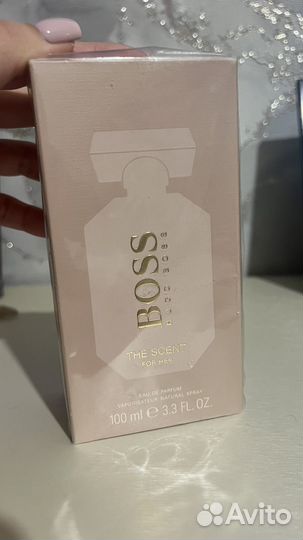 BOSS
HUGO BOSS
THE SCENT
FOR HER
EAU DE PARFUM
VAPORISATEUR NATURAL SPRAY
100 ml ℮ 3.3 FL. OZ.
Avito